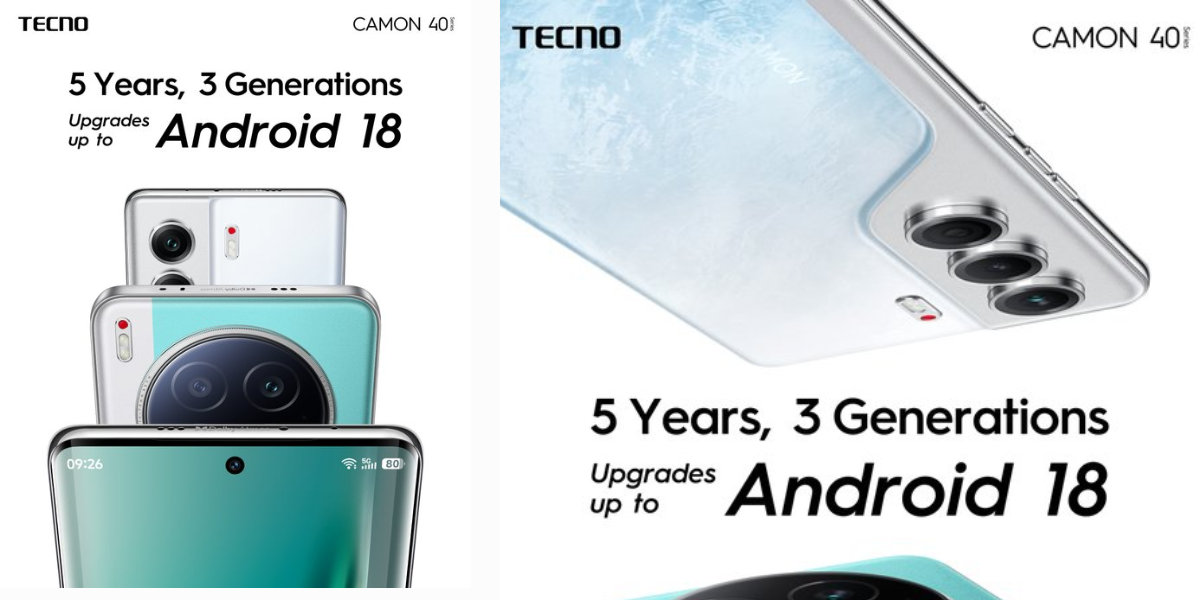 TECNO
CAMON 40 Series
5 Years, 3 Generations
Upgrades
up to
Android 18
09:26
5G
80
TECNO
CAMON 40 Series
5 Years, 3 Generations
Upgrades
up to
Android 18